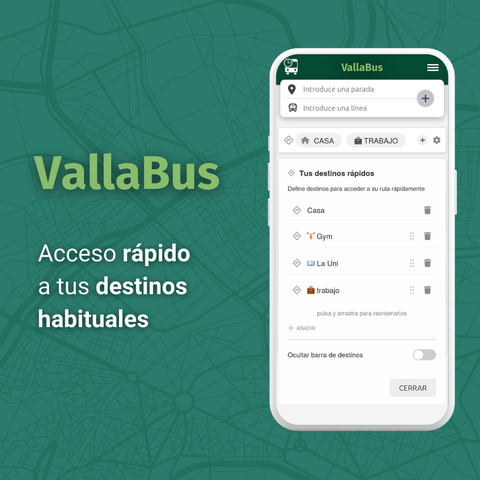 VallaBus
Acceso rápido
a tus destinos
habituales
VallaBus
Introduce una parada
Introduce una línea
CASA
TRABAJO
Tus destinos rápidos
Define destinos para acceder a su ruta rápidamente
Casa
Gym
La Uni
trabajo
pulsa y arrastra para reordenarlos
AÑADIR
Ocultar barra de destinos
CERRAR